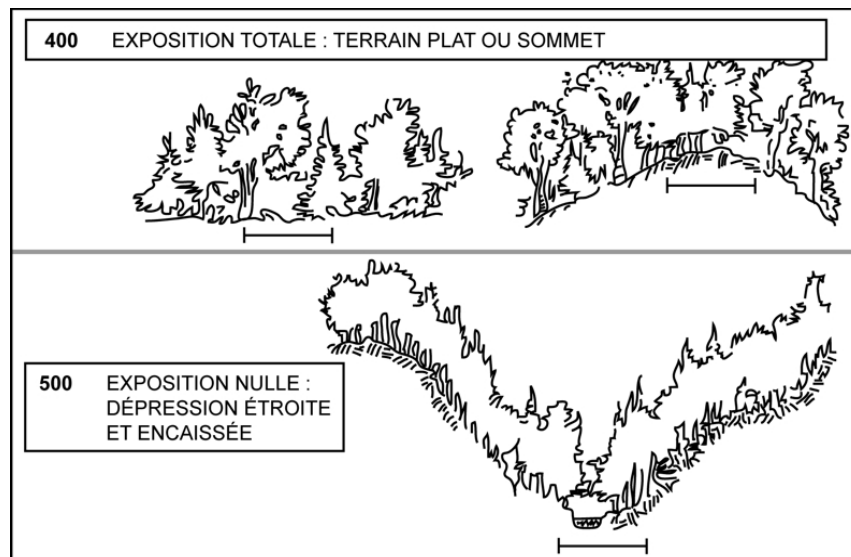 400 EXPOSITION TOTALE : TERRAIN PLAT OU SOMMET
500 EXPOSITION NULLE :
DÉPRESSION ÉTROITE
ET ENCAISSÉE